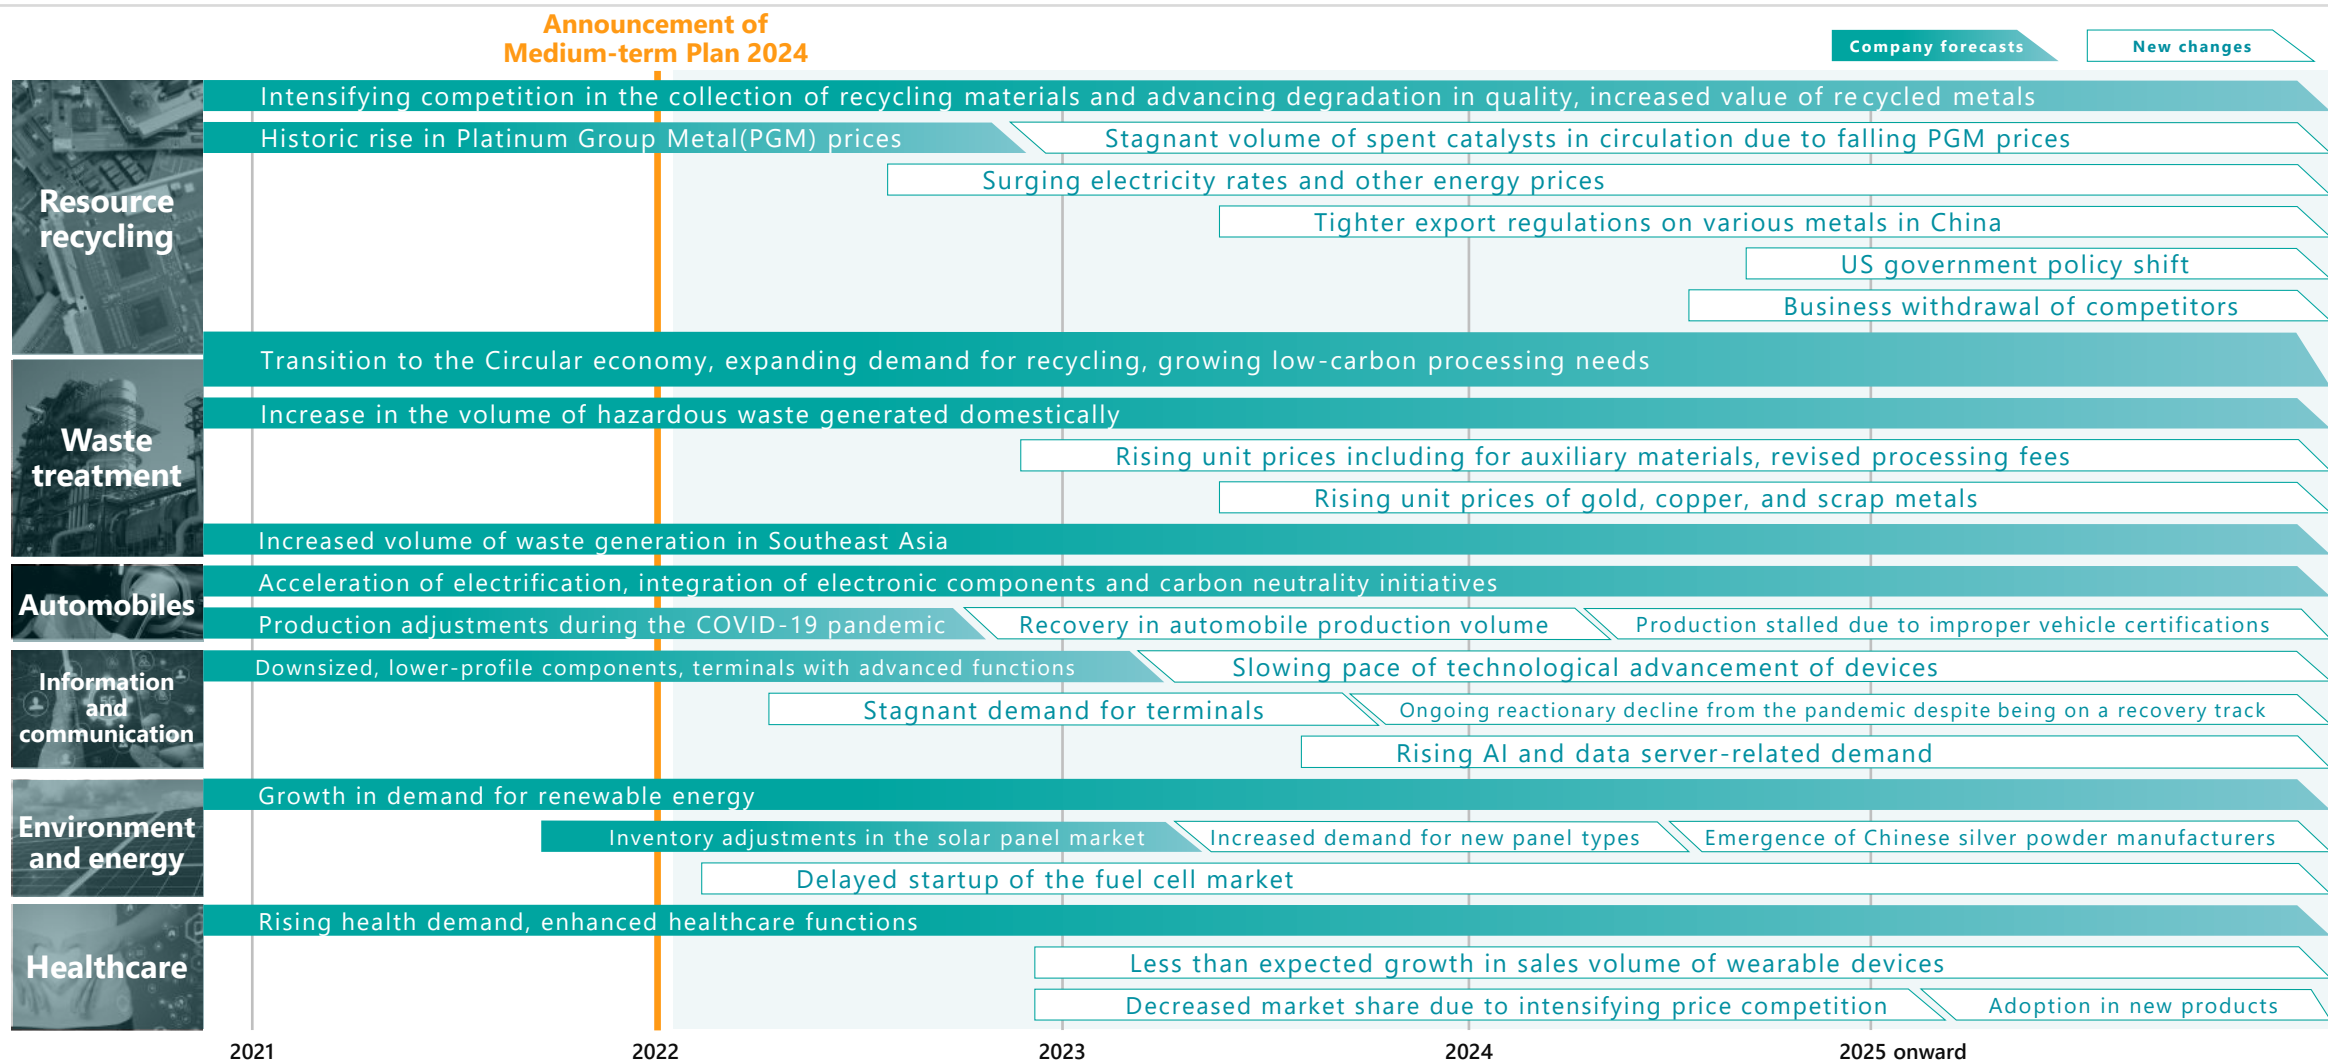 Announcement of
Medium-term Plan 2024
Company forecasts
New changes
Resource
recycling
Intensifying competition in the collection of recycling materials and advancing degradation in quality, increased value of recycled metals
Historic rise in Platinum Group Metal(PGM) prices
Stagnant volume of spent catalysts in circulation due to falling PGM prices
Surging electricity rates and other energy prices
Tighter export regulations on various metals in China
US government policy shift
Business withdrawal of competitors
Transition to the Circular economy, expanding demand for recycling, growing low-carbon processing needs
Waste
treatment
Increase in the volume of hazardous waste generated domestically
Rising unit prices including for auxiliary materials, revised processing fees
Rising unit prices of gold, copper, and scrap metals
Increased volume of waste generation in Southeast Asia
Automobiles
Acceleration of electrification, integration of electronic components and carbon neutrality initiatives
Production adjustments during the COVID-19 pandemic
Recovery in automobile production volume
Production stalled due to improper vehicle certifications
Information
and
communication
Downsized, lower-profile components, terminals with advanced functions
Slowing pace of technological advancement of devices
Stagnant demand for terminals
Ongoing reactionary decline from the pandemic despite being on a recovery track
Rising AI and data server-related demand
Environment
and energy
Growth in demand for renewable energy
Inventory adjustments in the solar panel market
Increased demand for new panel types
Emergence of Chinese silver powder manufacturers
Delayed startup of the fuel cell market
Healthcare
Rising health demand, enhanced healthcare functions
Less than expected growth in sales volume of wearable devices
Decreased market share due to intensifying price competition
Adoption in new products
2021
2022
2023
2024
2025 onward